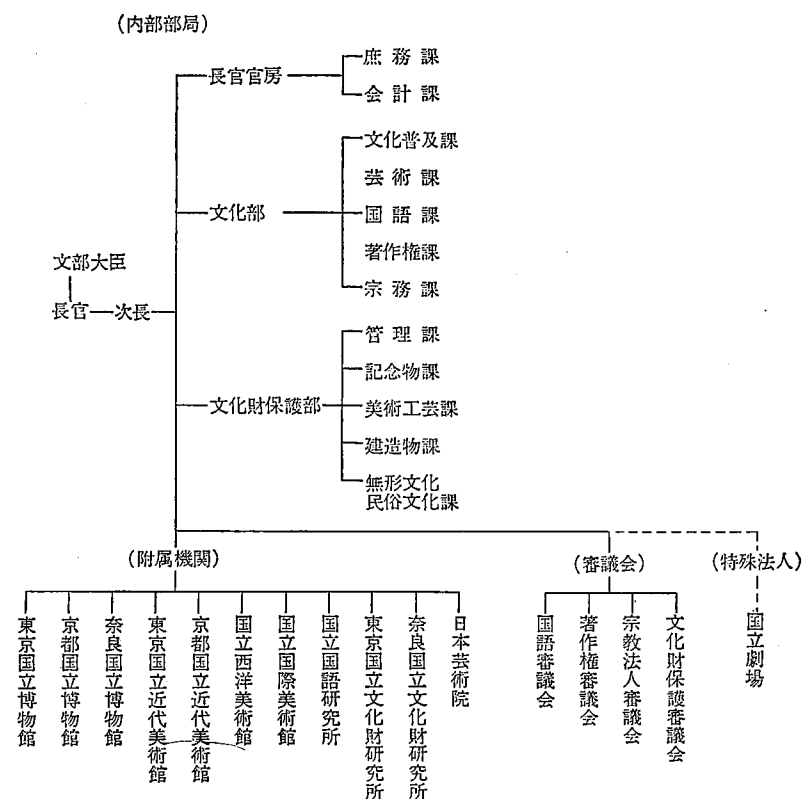 （内部部局）
長官官房
庶務課
会計課
文化部
文化普及課
芸術課
国語課
著作権課
宗務課
文部大臣
長官
次長
文化財保護部
管理課
記念物課
美術工芸課
建造物課
無形文化
民俗文化課
（附属機関）
（審議会）
（特殊法人）
東京国立博物館
京都国立博物館
奈良国立博物館
東京国立近代美術館
京都国立近代美術館
国立西洋美術館
国立国際美術館
国立国語研究所
東京国立文化財研究所
奈良国立文化財研究所
日本芸術院
国語審議会
著作権審議会
宗教法人審議会
文化財保護審議会
国立劇場